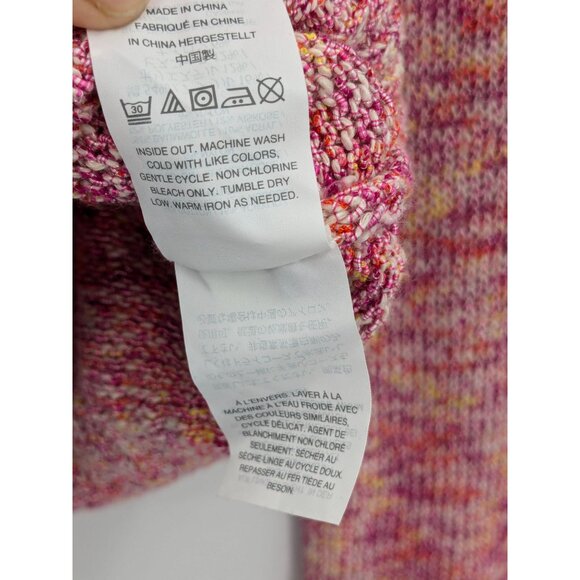 MADE IN CHINA
FABRIQUÉ EN CHINE
IN CHINA HERGESTELLT
中国製
30
INSIDE OUT. MACHINE WASH
COLD WITH LIKE COLORS,
GENTLE CYCLE. NON CHLORINE
BLEACH ONLY. TUMBLE DRY
LOW. WARM IRON AS NEEDED.
À L'ENVERS. LAVER À LA
MACHINE À L'EAU FROIDE AVEC
DES COULEURS SIMILAIRES,
CYCLE DÉLICAT. AGENT DE
BLANCHIMENT NON CHLORÉ
SEULEMENT. SÉCHER AU
SÈCHE-LINGE AU CYCLE DOUX.
REPASSER AU FER TIÈDE AU
BESOIN.